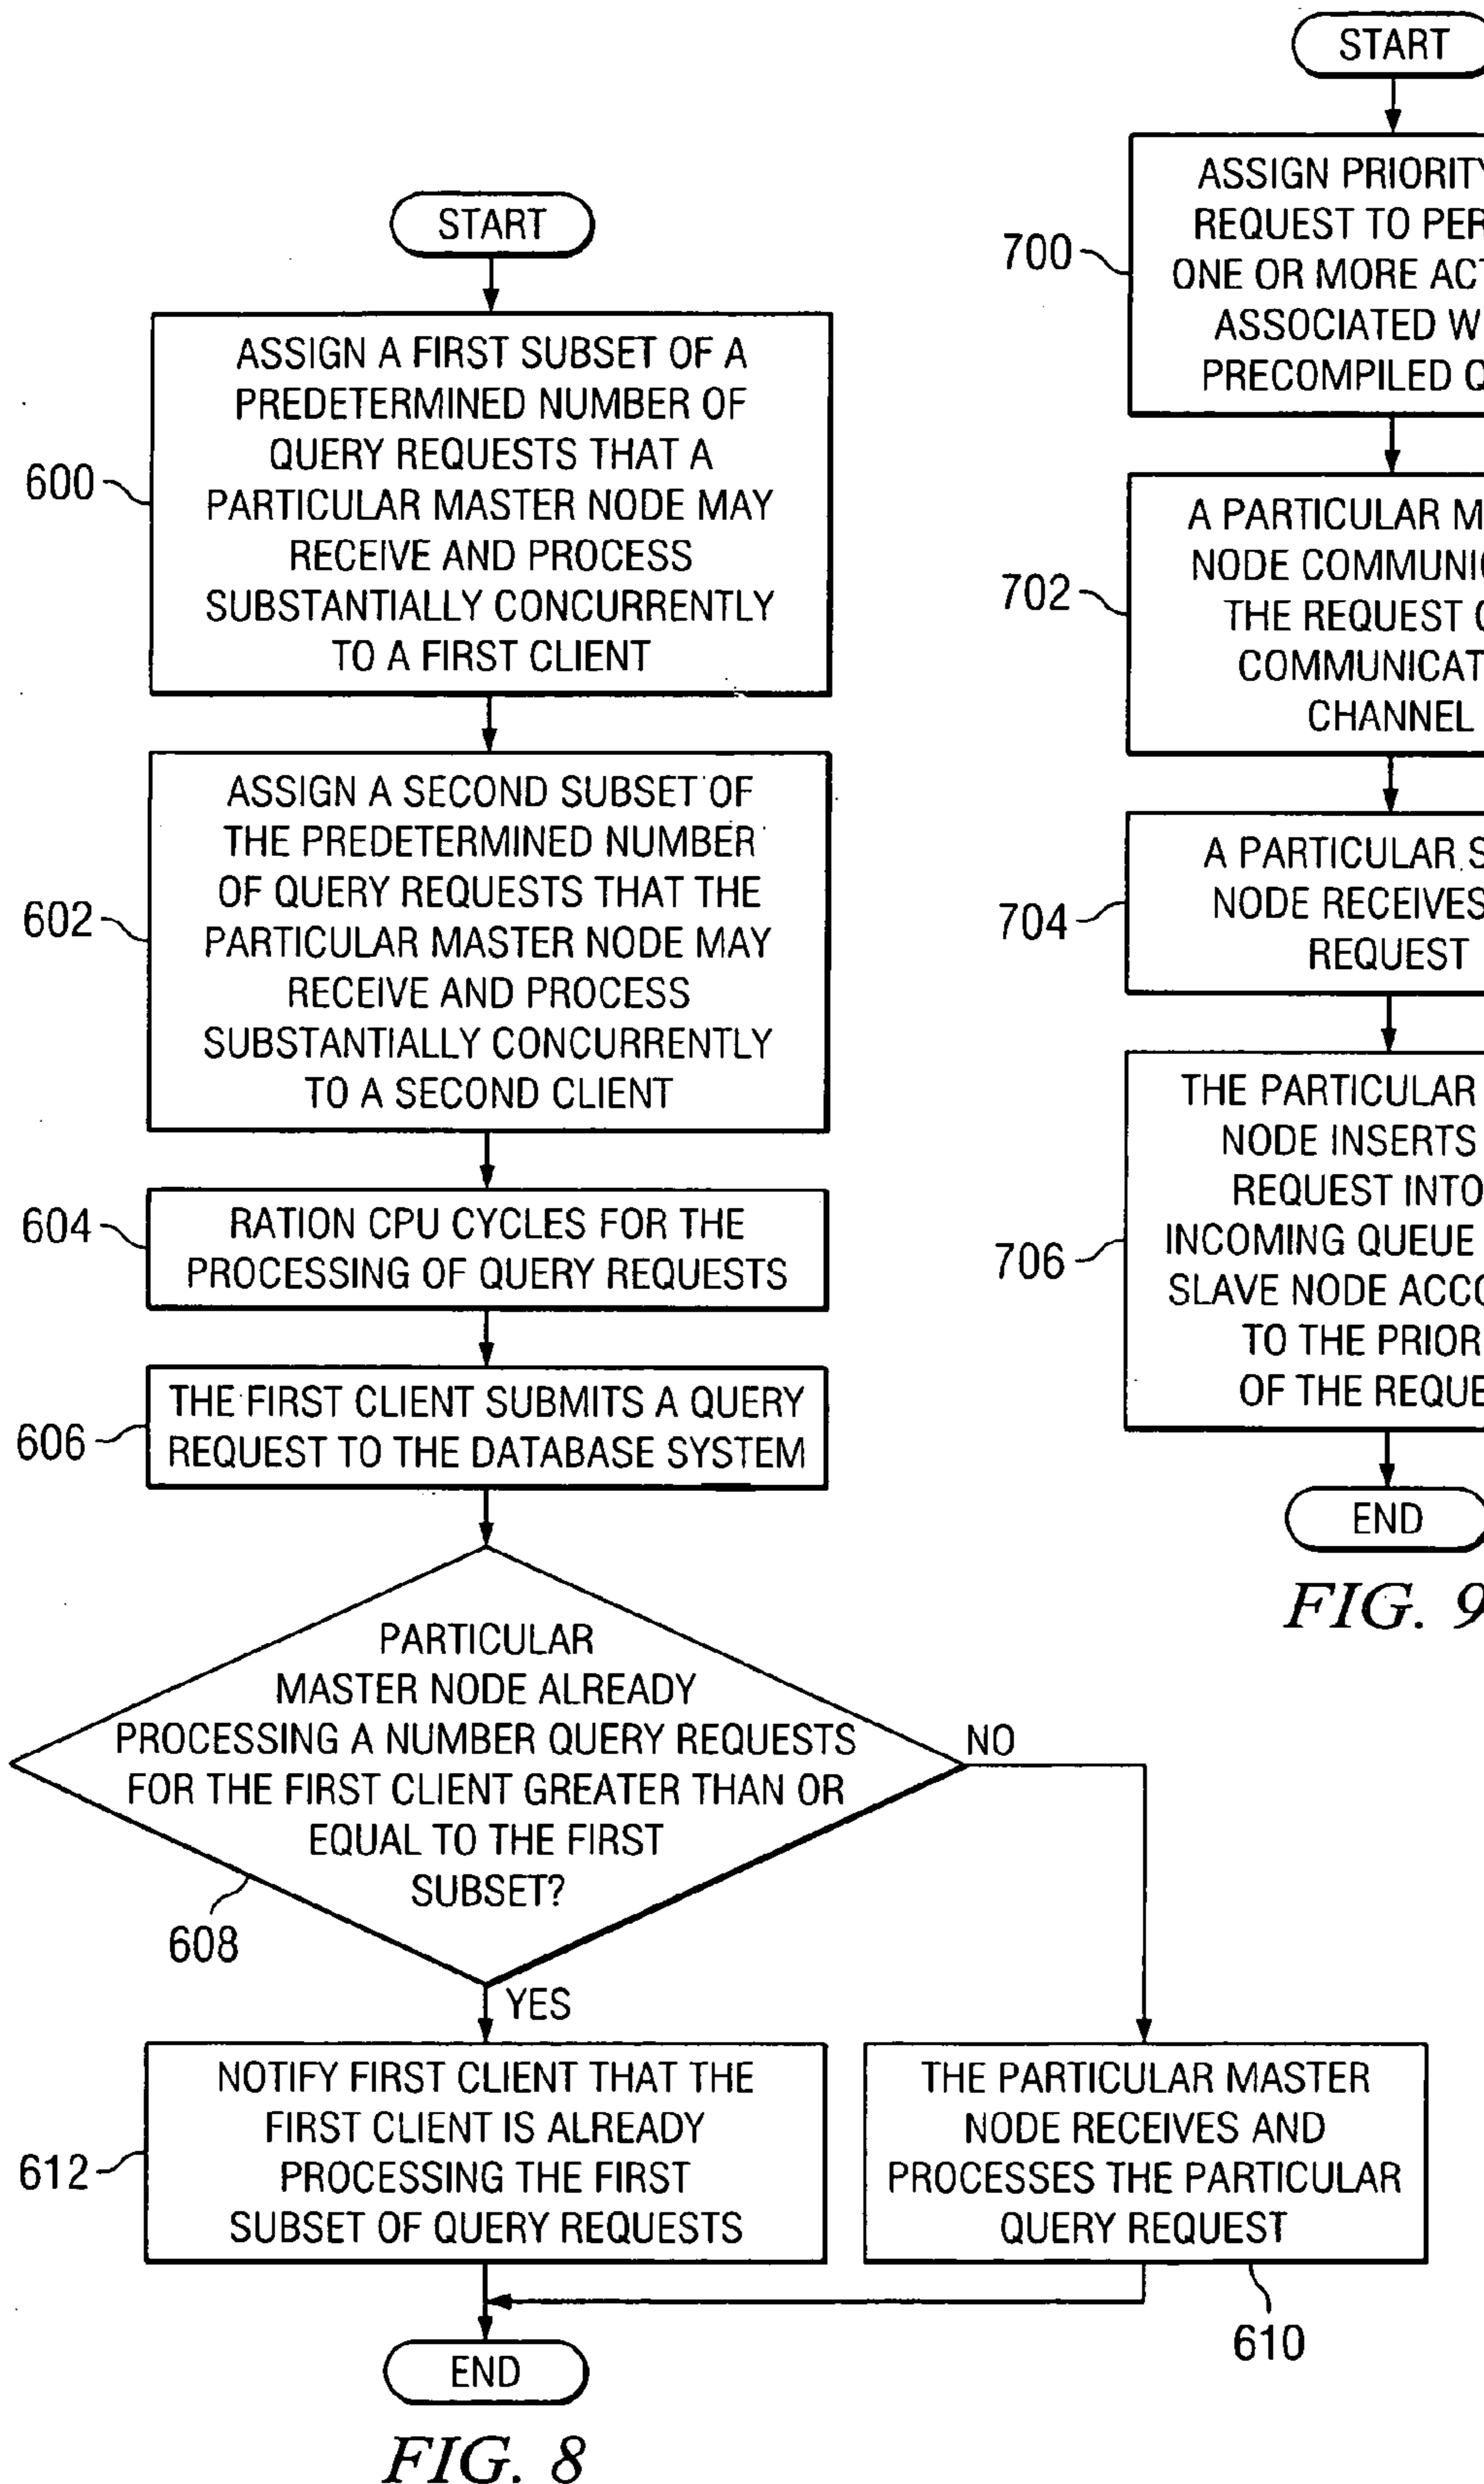 START
ASSIGN A FIRST SUBSET OF A
PREDETERMINED NUMBER OF
QUERY REQUESTS THAT A
PARTICULAR MASTER NODE MAY
RECEIVE AND PROCESS
SUBSTANTIALLY CONCURRENTLY
TO A FIRST CLIENT
600
ASSIGN A SECOND SUBSET OF
THE PREDETERMINED NUMBER
OF QUERY REQUESTS THAT THE
PARTICULAR MASTER NODE MAY
RECEIVE AND PROCESS
SUBSTANTIALLY CONCURRENTLY
TO A SECOND CLIENT
602
RATION CPU CYCLES FOR THE
PROCESSING OF QUERY REQUESTS
604
THE FIRST CLIENT SUBMITS A QUERY
REQUEST TO THE DATABASE SYSTEM
606
PARTICULAR
MASTER NODE ALREADY
PROCESSING A NUMBER QUERY REQUESTS
FOR THE FIRST CLIENT GREATER THAN OR
EQUAL TO THE FIRST
SUBSET?
608
NO
YES
NOTIFY FIRST CLIENT THAT THE
FIRST CLIENT IS ALREADY
PROCESSING THE FIRST
SUBSET OF QUERY REQUESTS
612
THE PARTICULAR MASTER
NODE RECEIVES AND
PROCESSES THE PARTICULAR
QUERY REQUEST
610
END
FIG. 8
START
ASSIGN PRIORITY
REQUEST TO PER
ONE OR MORE ACT
ASSOCIATED W
PRECOMPILED Q
700
A PARTICULAR M
NODE COMMUNIC
THE REQUEST
COMMUNICAT
CHANNEL
702
A PARTICULAR S
NODE RECEIVES
REQUEST
704
THE PARTICULAR
NODE INSERTS
REQUEST INTO
INCOMING QUEUE
SLAVE NODE ACCO
TO THE PRIOR
OF THE REQUE
706
END
FIG. 9